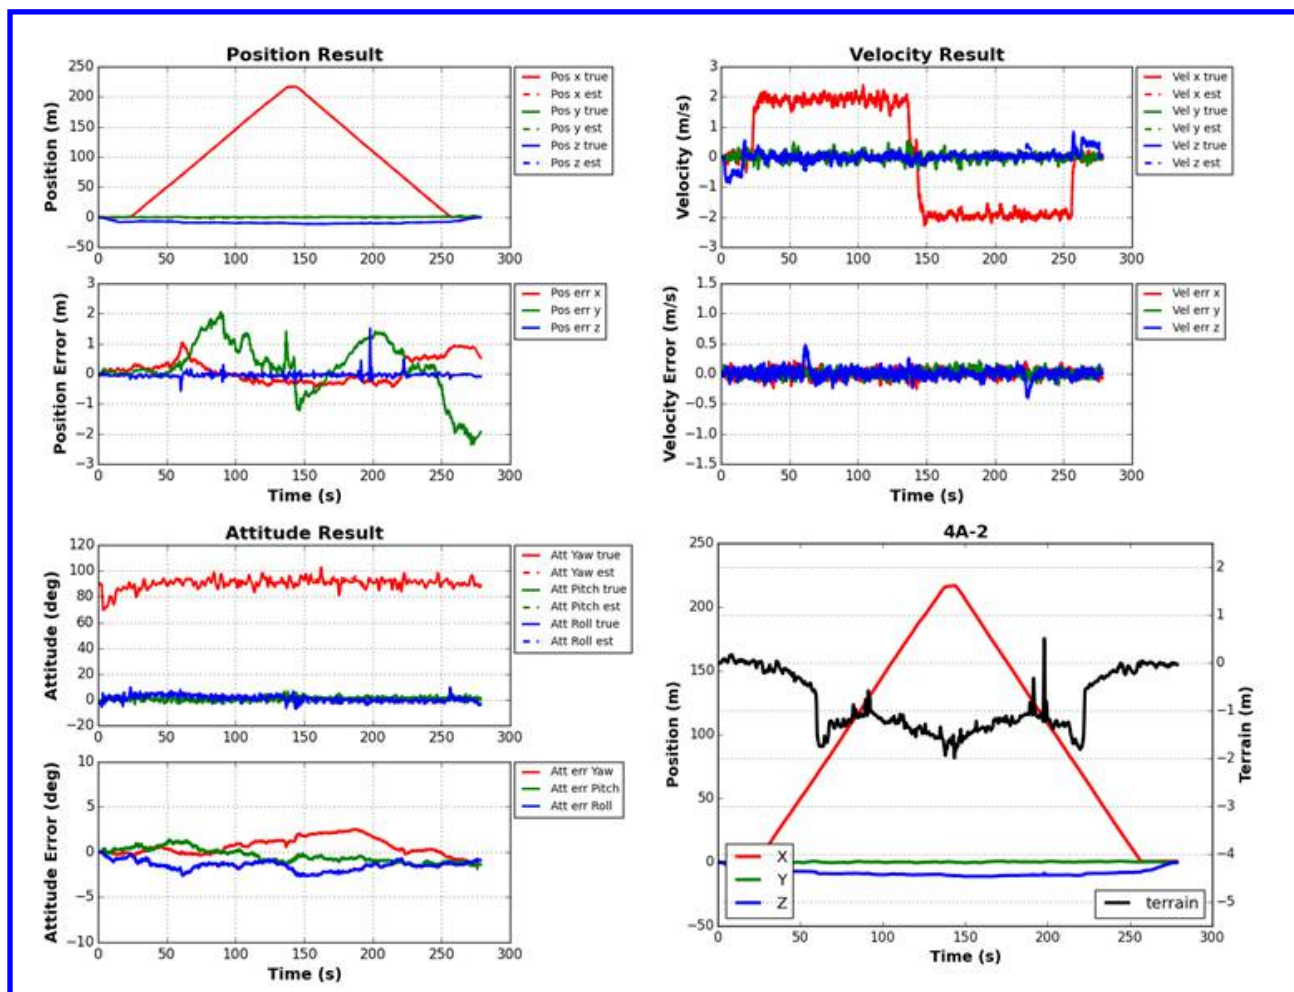 Position Result
Position (m)
250
200
150
100
50
0
−50
0 50 100 150 200 250 300
Pos x true
Pos x est
Pos y true
Pos y est
Pos z true
Pos z est
Position Error (m)
3
2
1
0
−1
−2
−3
0 50 100 150 200 250 300
Time (s)
Pos err x
Pos err y
Pos err z
Velocity Result
Velocity (m/s)
3
2
1
0
−1
−2
−3
0 50 100 150 200 250 300
Vel x true
Vel x est
Vel y true
Vel y est
Vel z true
Vel z est
Velocity Error (m/s)
1.5
1.0
0.5
0.0
−0.5
−1.0
−1.5
0 50 100 150 200 250 300
Time (s)
Vel err x
Vel err y
Vel err z
Attitude Result
Attitude (deg)
120
100
80
60
40
20
0
−20
0 50 100 150 200 250 300
Att Yaw true
Att Yaw est
Att Pitch true
Att Pitch est
Att Roll true
Att Roll est
Attitude Error (deg)
10
5
0
−5
−10
0 50 100 150 200 250 300
Time (s)
Att err Yaw
Att err Pitch
Att err Roll
4A-2
Position (m)
250
200
150
100
50
0
−50
0 50 100 150 200 250 300
Time (s)
X
Y
Z
terrain
2
1
0
−1
−2
−3
−4
−5
Terrain (m)